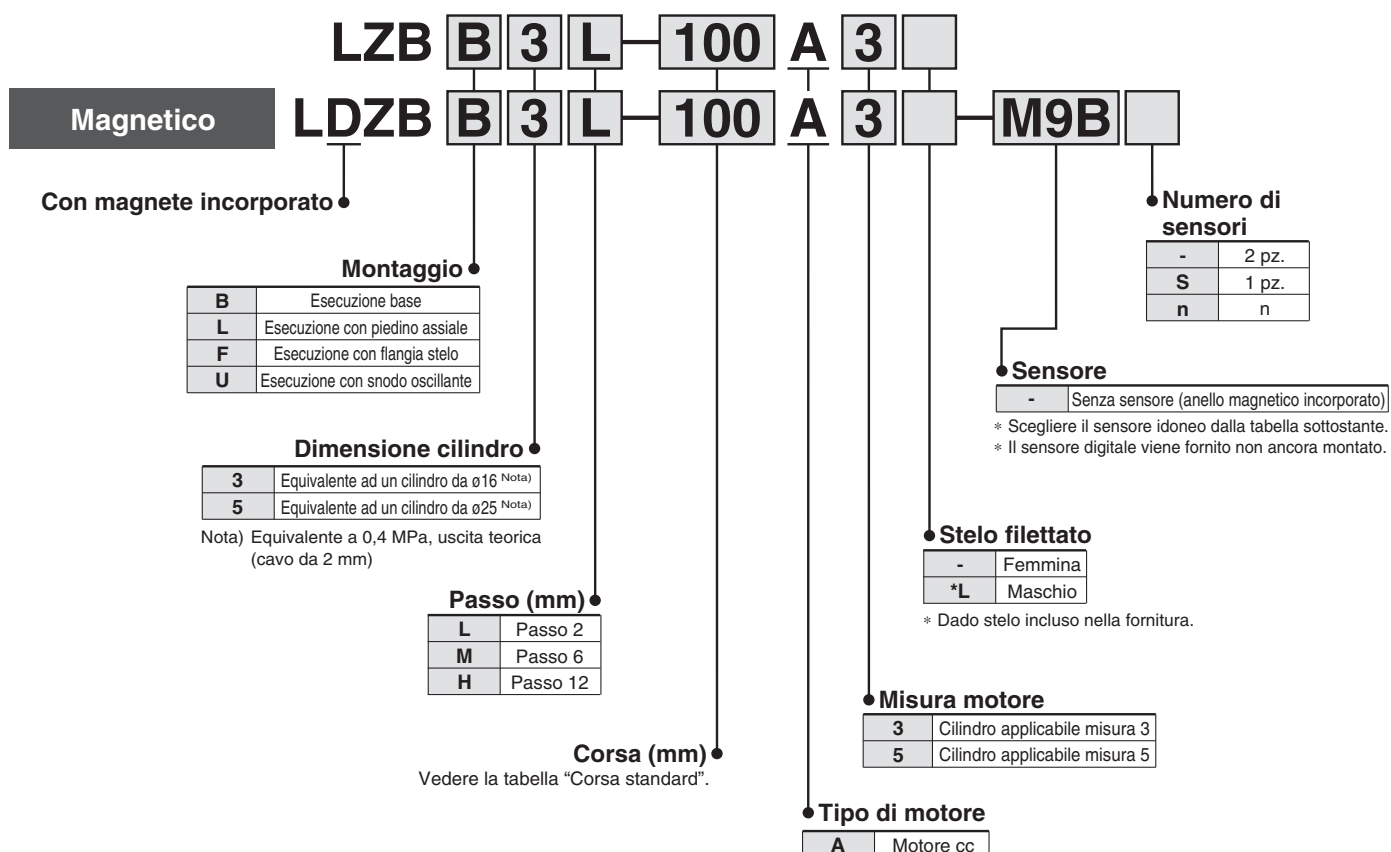 LZB B 3 L - 100 A 3
Magnetico
LDZB B 3 L - 100 A 3 - M9B
Con magnete incorporato
Numero di
sensori
- 2 pz.
S 1 pz.
n n
Montaggio
B Esecuzione base
L Esecuzione con piedino assiale
F Esecuzione con flangia stelo
U Esecuzione con snodo oscillante
Sensore
- Senza sensore (anello magnetico incorporato)
* Scegliere il sensore idoneo dalla tabella sottostante.
* Il sensore digitale viene fornito non ancora montato.
Dimensione cilindro
3 Equivalente ad un cilindro da ø16 Nota)
5 Equivalente ad un cilindro da ø25 Nota)
Nota) Equivalente a 0,4 MPa, uscita teorica
(cavo da 2 mm)
Stelo filettato
- Femmina
*L Maschio
* Dado stelo incluso nella fornitura.
Passo (mm)
L Passo 2
M Passo 6
H Passo 12
Misura motore
3 Cilindro applicabile misura 3
5 Cilindro applicabile misura 5
Corsa (mm)
Vedere la tabella “Corsa standard”.
Tipo di motore
A Motore cc